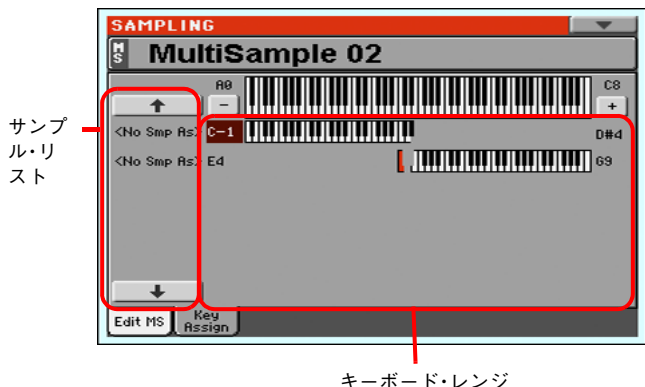 SAMPLING
MS MultiSample 02
A0 C8
- +
サンプ
ル・リ
スト
<No Smp As> C-1 D#4
<No Smp As> E4 G9
Edit MS Key Assign
キーボード・レンジ